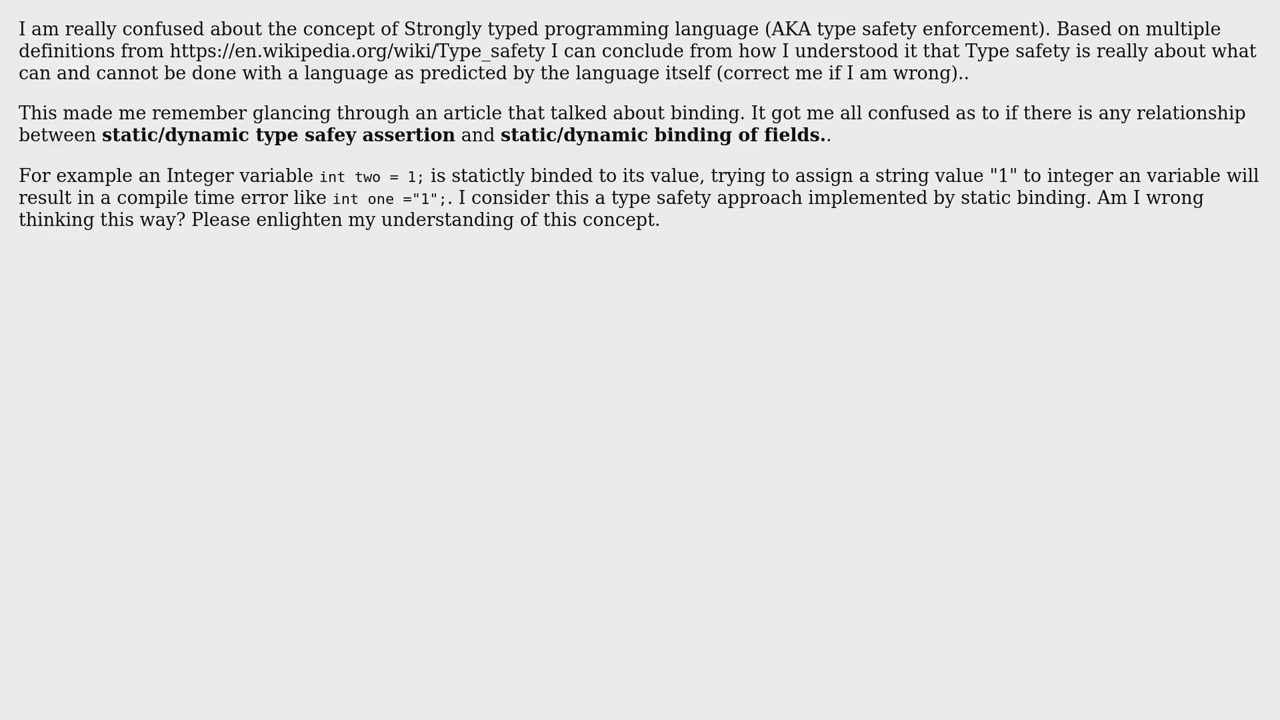 I am really confused about the concept of Strongly typed programming language (AKA type safety enforcement). Based on multiple
definitions from https://en.wikipedia.org/wiki/Type_safety I can conclude from how I understood it that Type safety is really about what
can and cannot be done with a language as predicted by the language itself (correct me if I am wrong)..
This made me remember glancing through an article that talked about binding. It got me all confused as to if there is any relationship
between static/dynamic type safey assertion and static/dynamic binding of fields..
For example an Integer variable int two = 1; is statictly binded to its value, trying to assign a string value "1" to integer an variable will
result in a compile time error like int one ="1";. I consider this a type safety approach implemented by static binding. Am I wrong
thinking this way? Please enlighten my understanding of this concept.